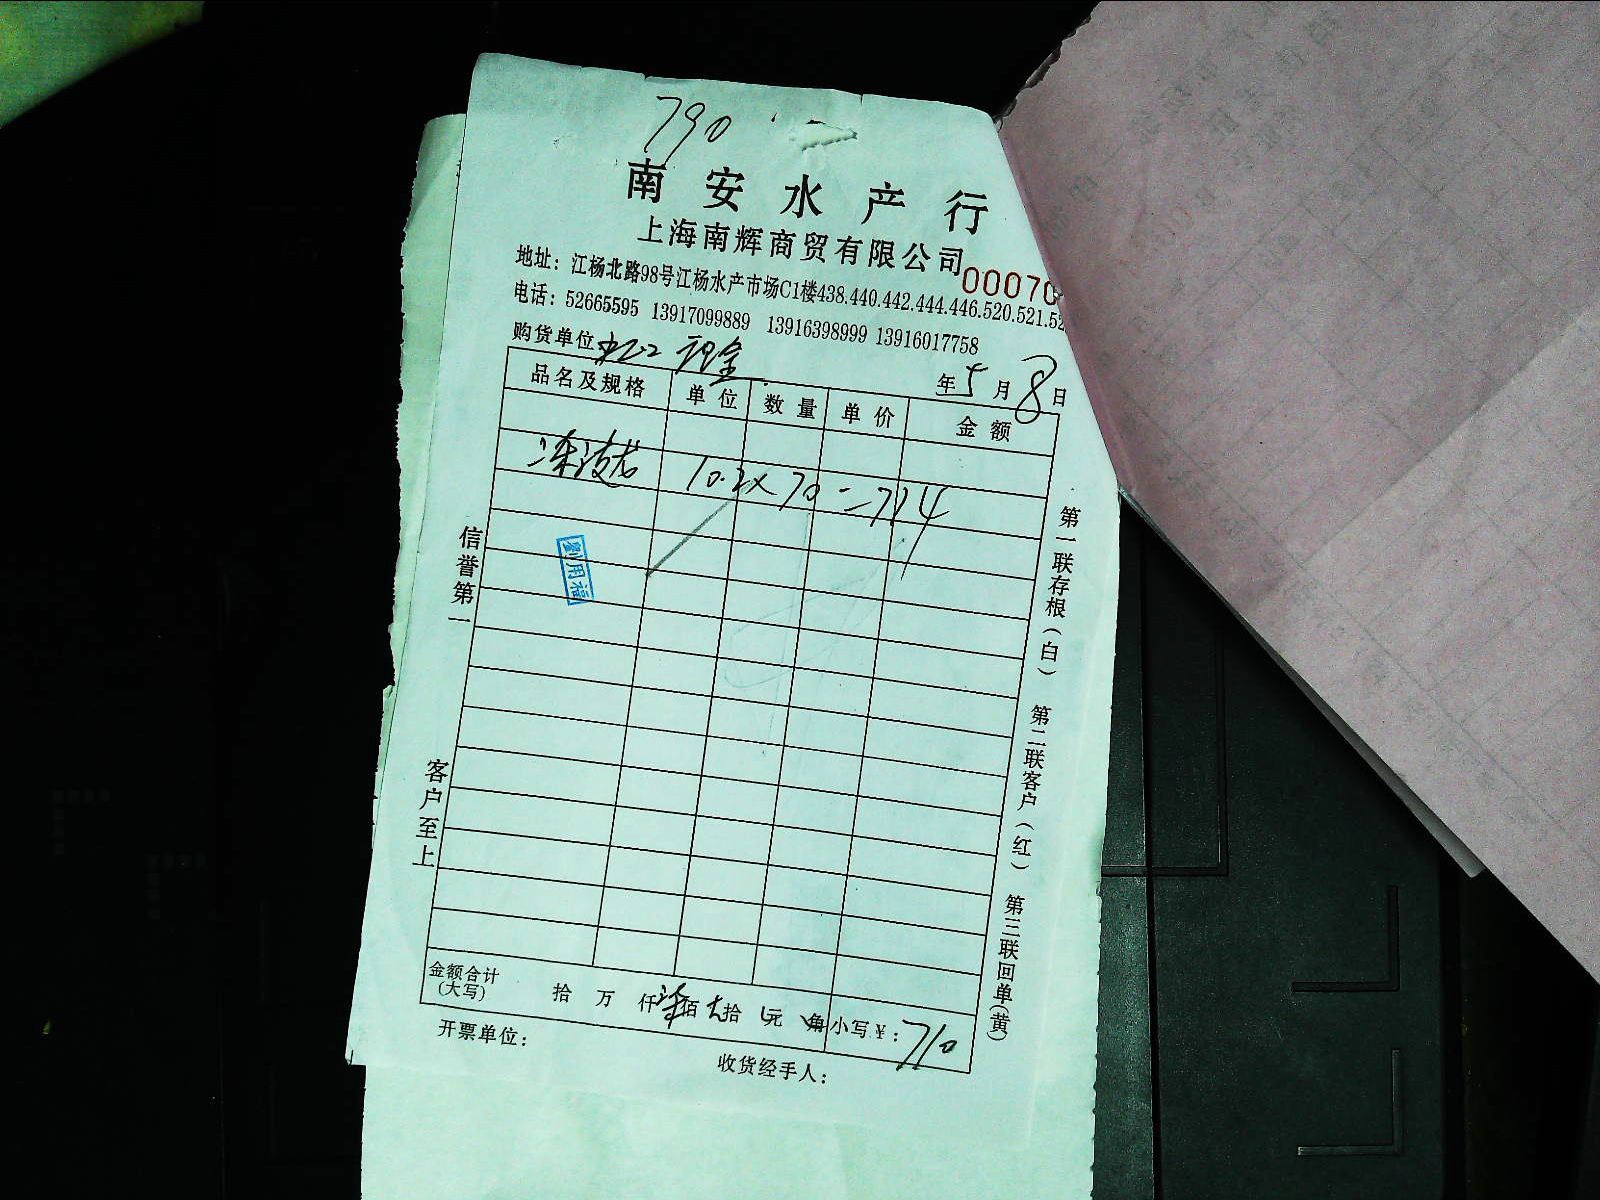 790
南安水产行
上海南辉商贸有限公司
00070
地址：江杨北路98号江杨水产市场C1楼438.440.442.444.446.520.521.52
电话：52665595 13917099889 13916398999 13916017758
购货单位 现金 年5月8日
品名及规格 单位 数量 单价 金额
10.2×70=714
信誉第一
客户至上
第一联存根（白） 第二联客户（红） 第三联回单（黄）
金额合计（大写） 拾 万 仟 柒佰 拾 元 角 小写￥：710
开票单位： 收货经手人：